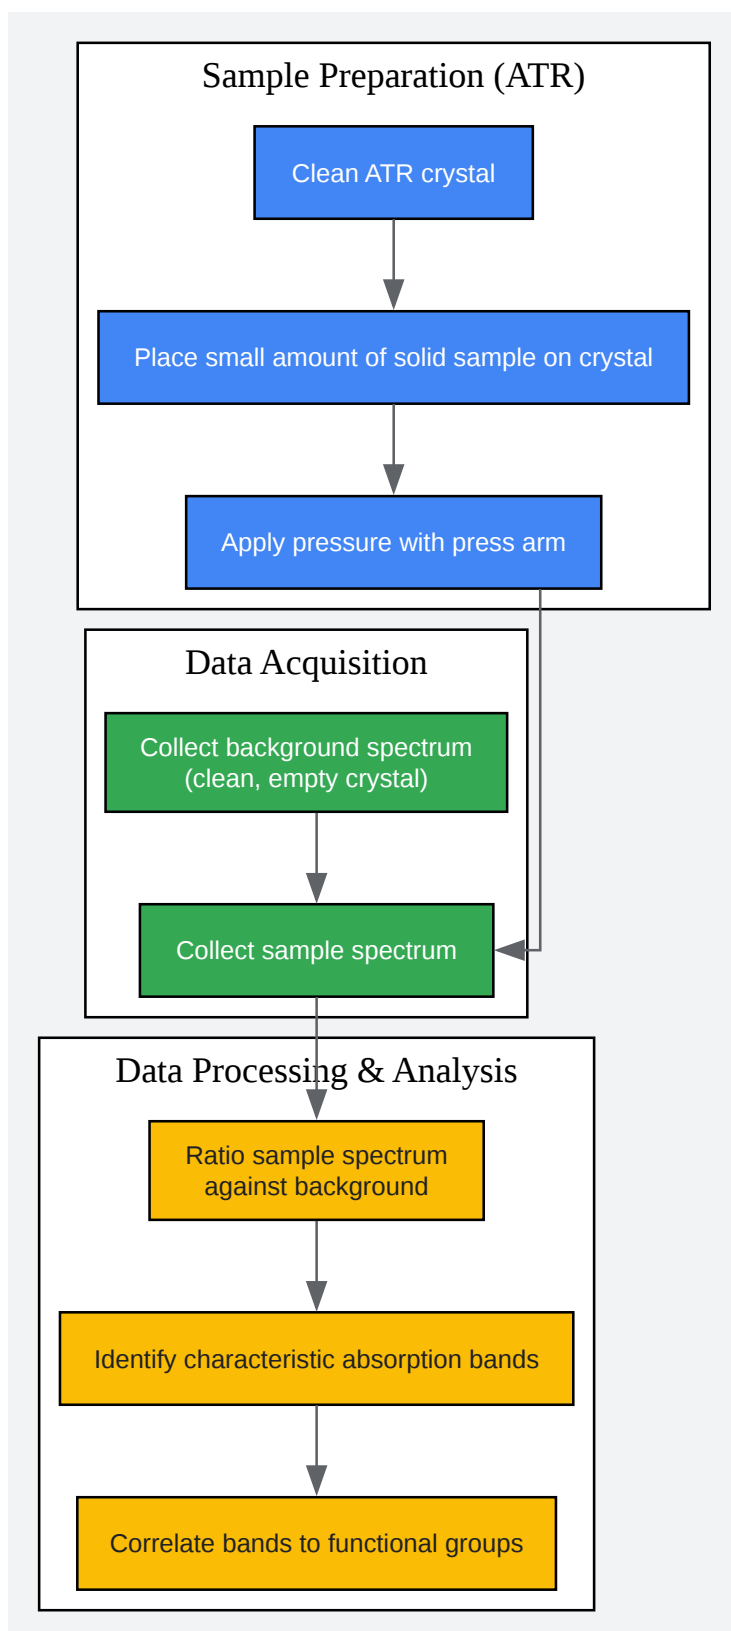 Sample Preparation (ATR)
Clean ATR crystal
Place small amount of solid sample on crystal
Apply pressure with press arm
Data Acquisition
Collect background spectrum
(clean, empty crystal)
Collect sample spectrum
Data Processing & Analysis
Ratio sample spectrum
against background
Identify characteristic absorption bands
Correlate bands to functional groups